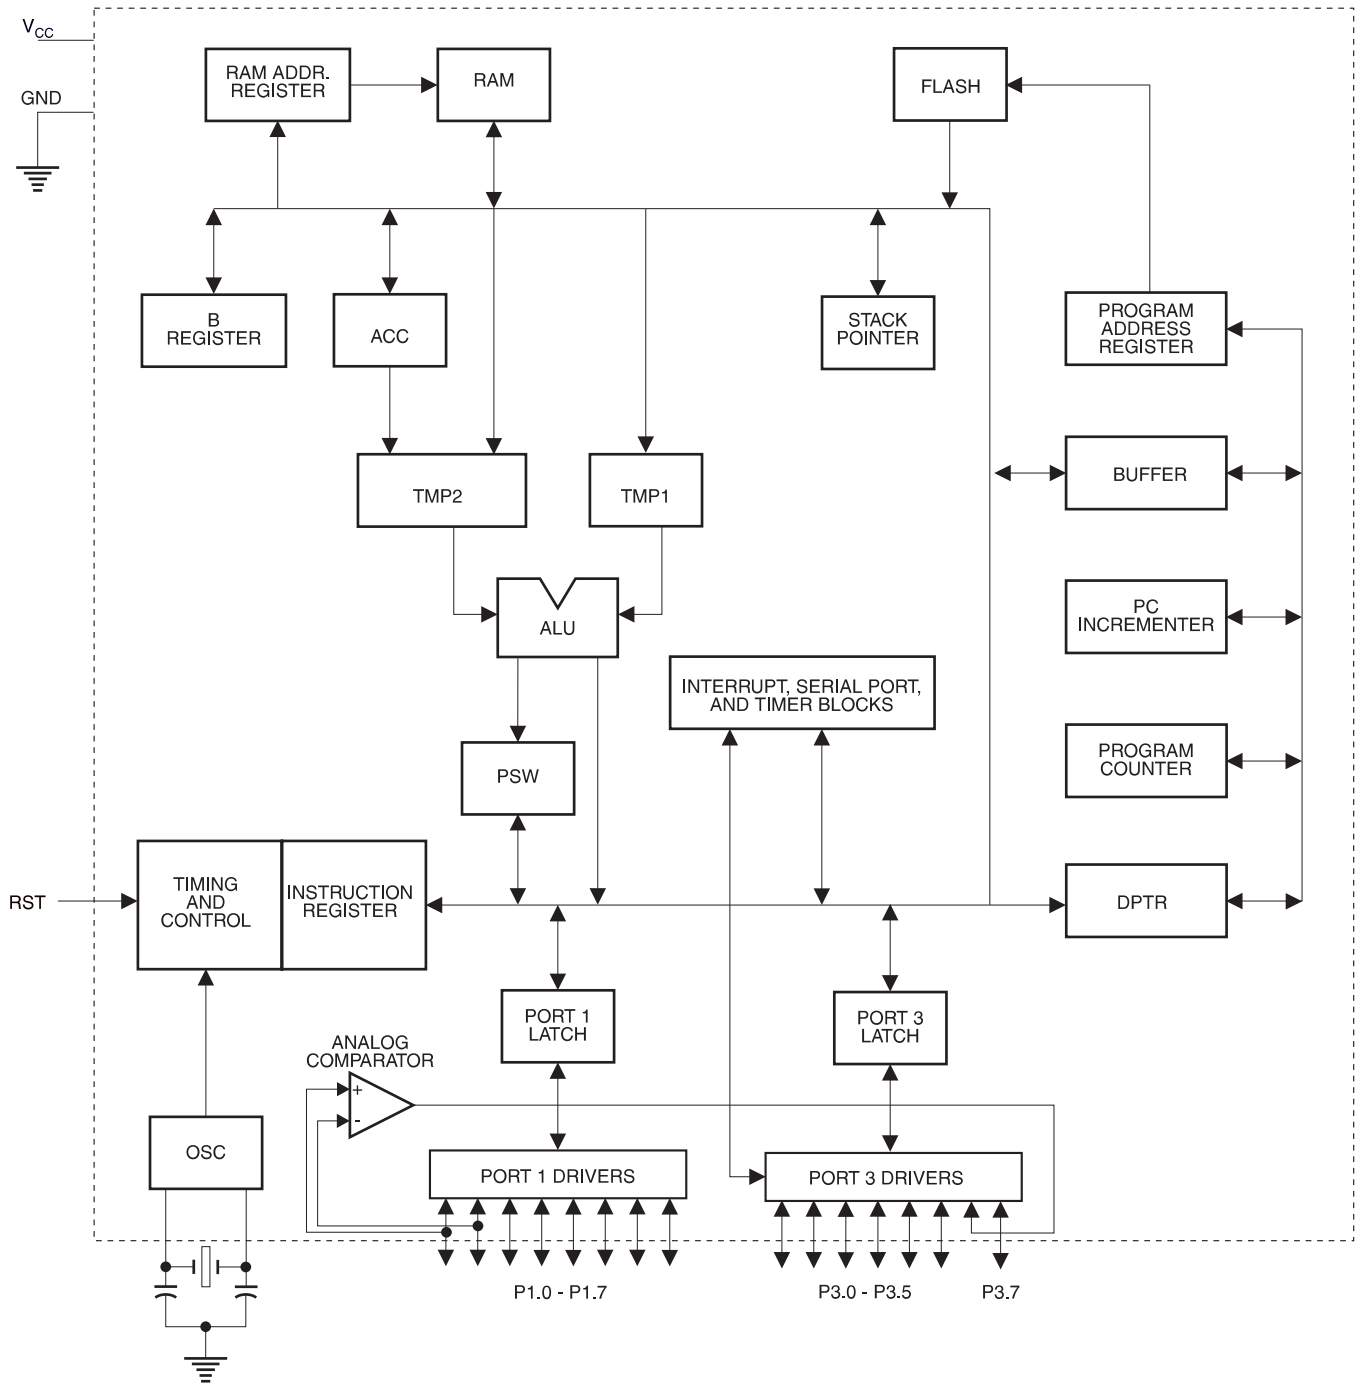 VCC
GND
RAM ADDR.
REGISTER
RAM
FLASH
B
REGISTER
ACC
STACK
POINTER
PROGRAM
ADDRESS
REGISTER
TMP2
TMP1
BUFFER
ALU
PC
INCREMENTER
INTERRUPT, SERIAL PORT,
AND TIMER BLOCKS
PSW
PROGRAM
COUNTER
RST
TIMING
AND
CONTROL
INSTRUCTION
REGISTER
DPTR
PORT 1
LATCH
PORT 3
LATCH
ANALOG
COMPARATOR
+
-
OSC
PORT 1 DRIVERS
PORT 3 DRIVERS
P1.0 - P1.7
P3.0 - P3.5
P3.7